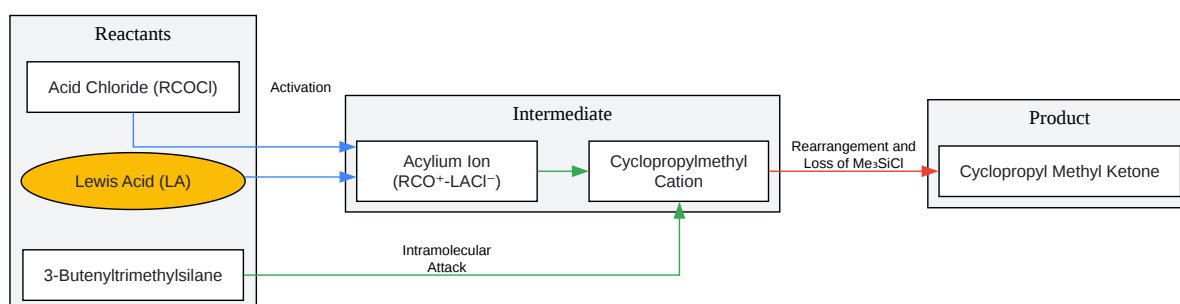 Reactants
Acid Chloride (RCOCl)
Lewis Acid (LA)
3-Butenyltrimethylsilane
Activation
Intramolecular
Attack
Intermediate
Acylium Ion
(RCO⁺-LACl⁻)
Cyclopropylmethyl
Cation
Rearrangement and
Loss of Me₃SiCl
Product
Cyclopropyl Methyl Ketone